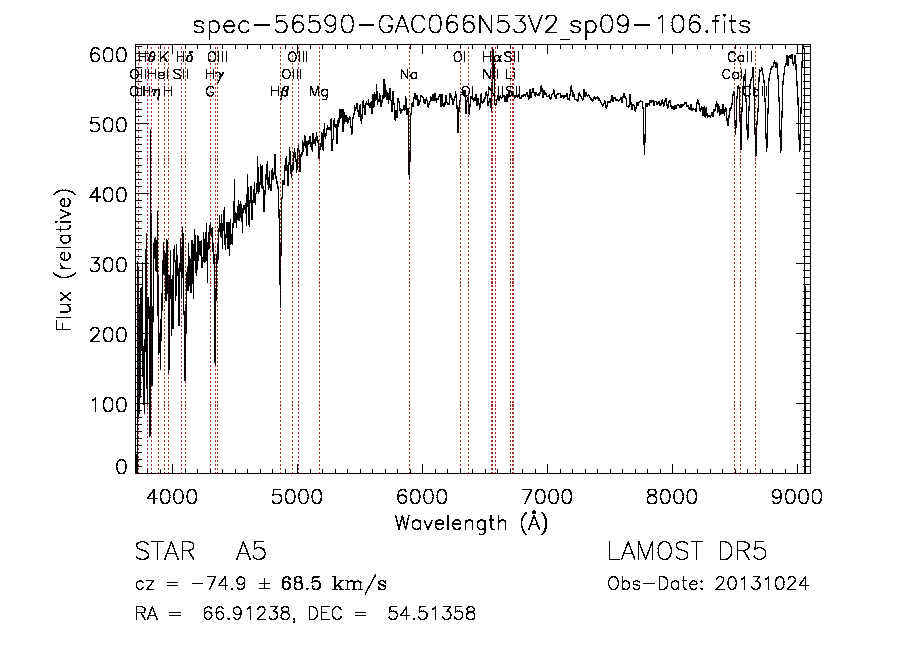 spec-56590-GAC066N53V2_sp09-106.fits
Hθ K Hδ OIII OIII OI Hα SII CaII
OII HeI SII Hγ OIII Na NII Li CaII
OII Hη H G Hβ Mg OI NII SII CaII
600
500
400
300
200
100
0
Flux (relative)
4000 5000 6000 7000 8000 9000
Wavelength (Å)
STAR A5 LAMOST DR5
cz = -74.9 ± 68.5 km/s Obs-Date: 20131024
RA = 66.91238, DEC = 54.51358